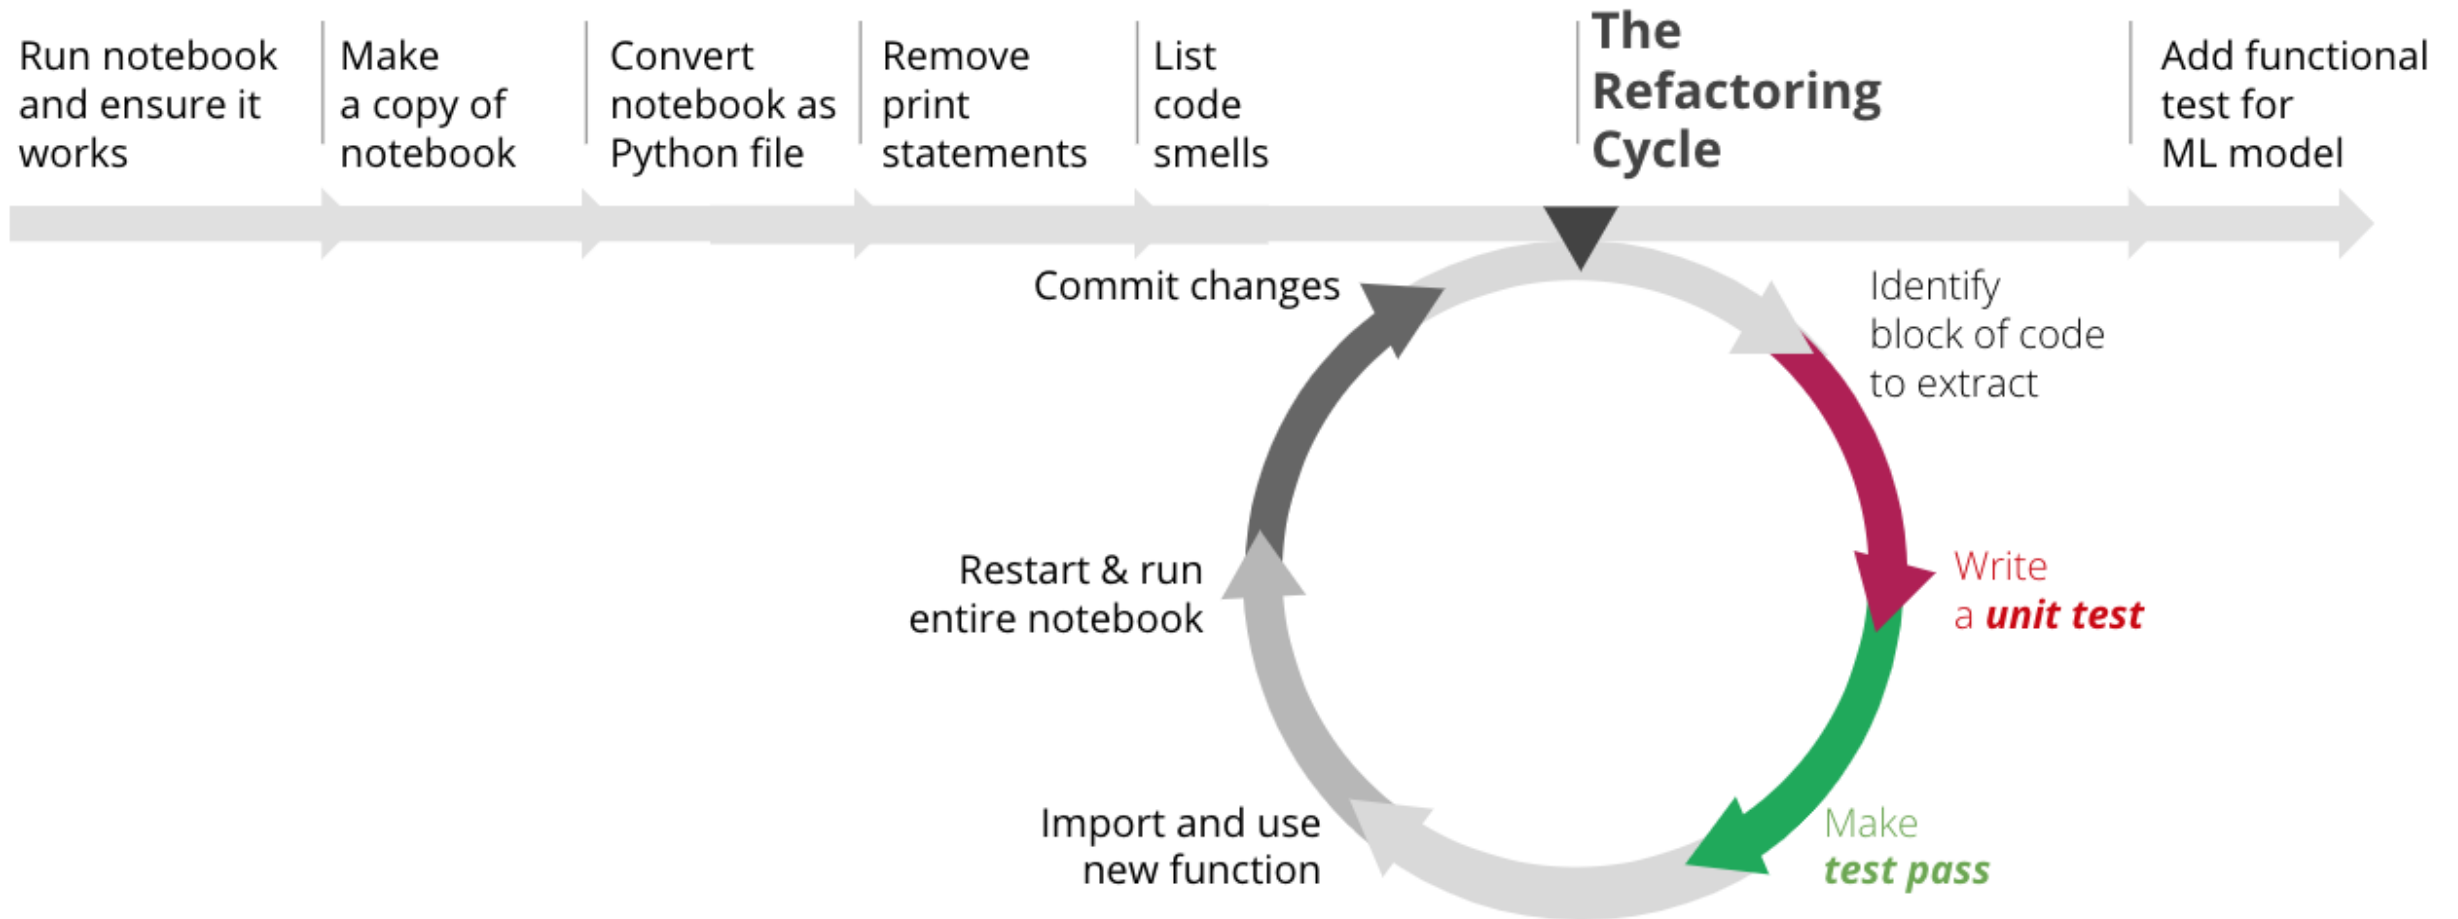 Run notebook
and ensure it
works
Make
a copy of
notebook
Convert
notebook as
Python file
Remove
print
statements
List
code
smells
The
Refactoring
Cycle
Add functional
test for
ML model
Commit changes
Identify
block of code
to extract
Restart & run
entire notebook
Write
a unit test
Import and use
new function
Make
test pass